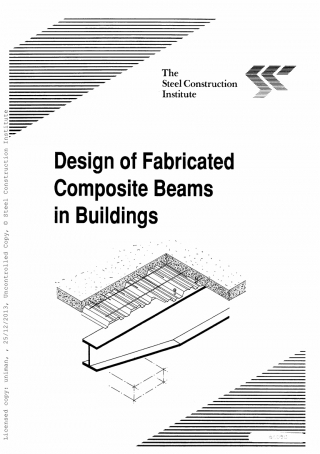 The
Steel Construction
Institute
Design of Fabricated
Composite Beams
in Buildings
licensed copy: uniman, , 25/12/2013, Uncontrolled Copy, © Steel Construction Institute